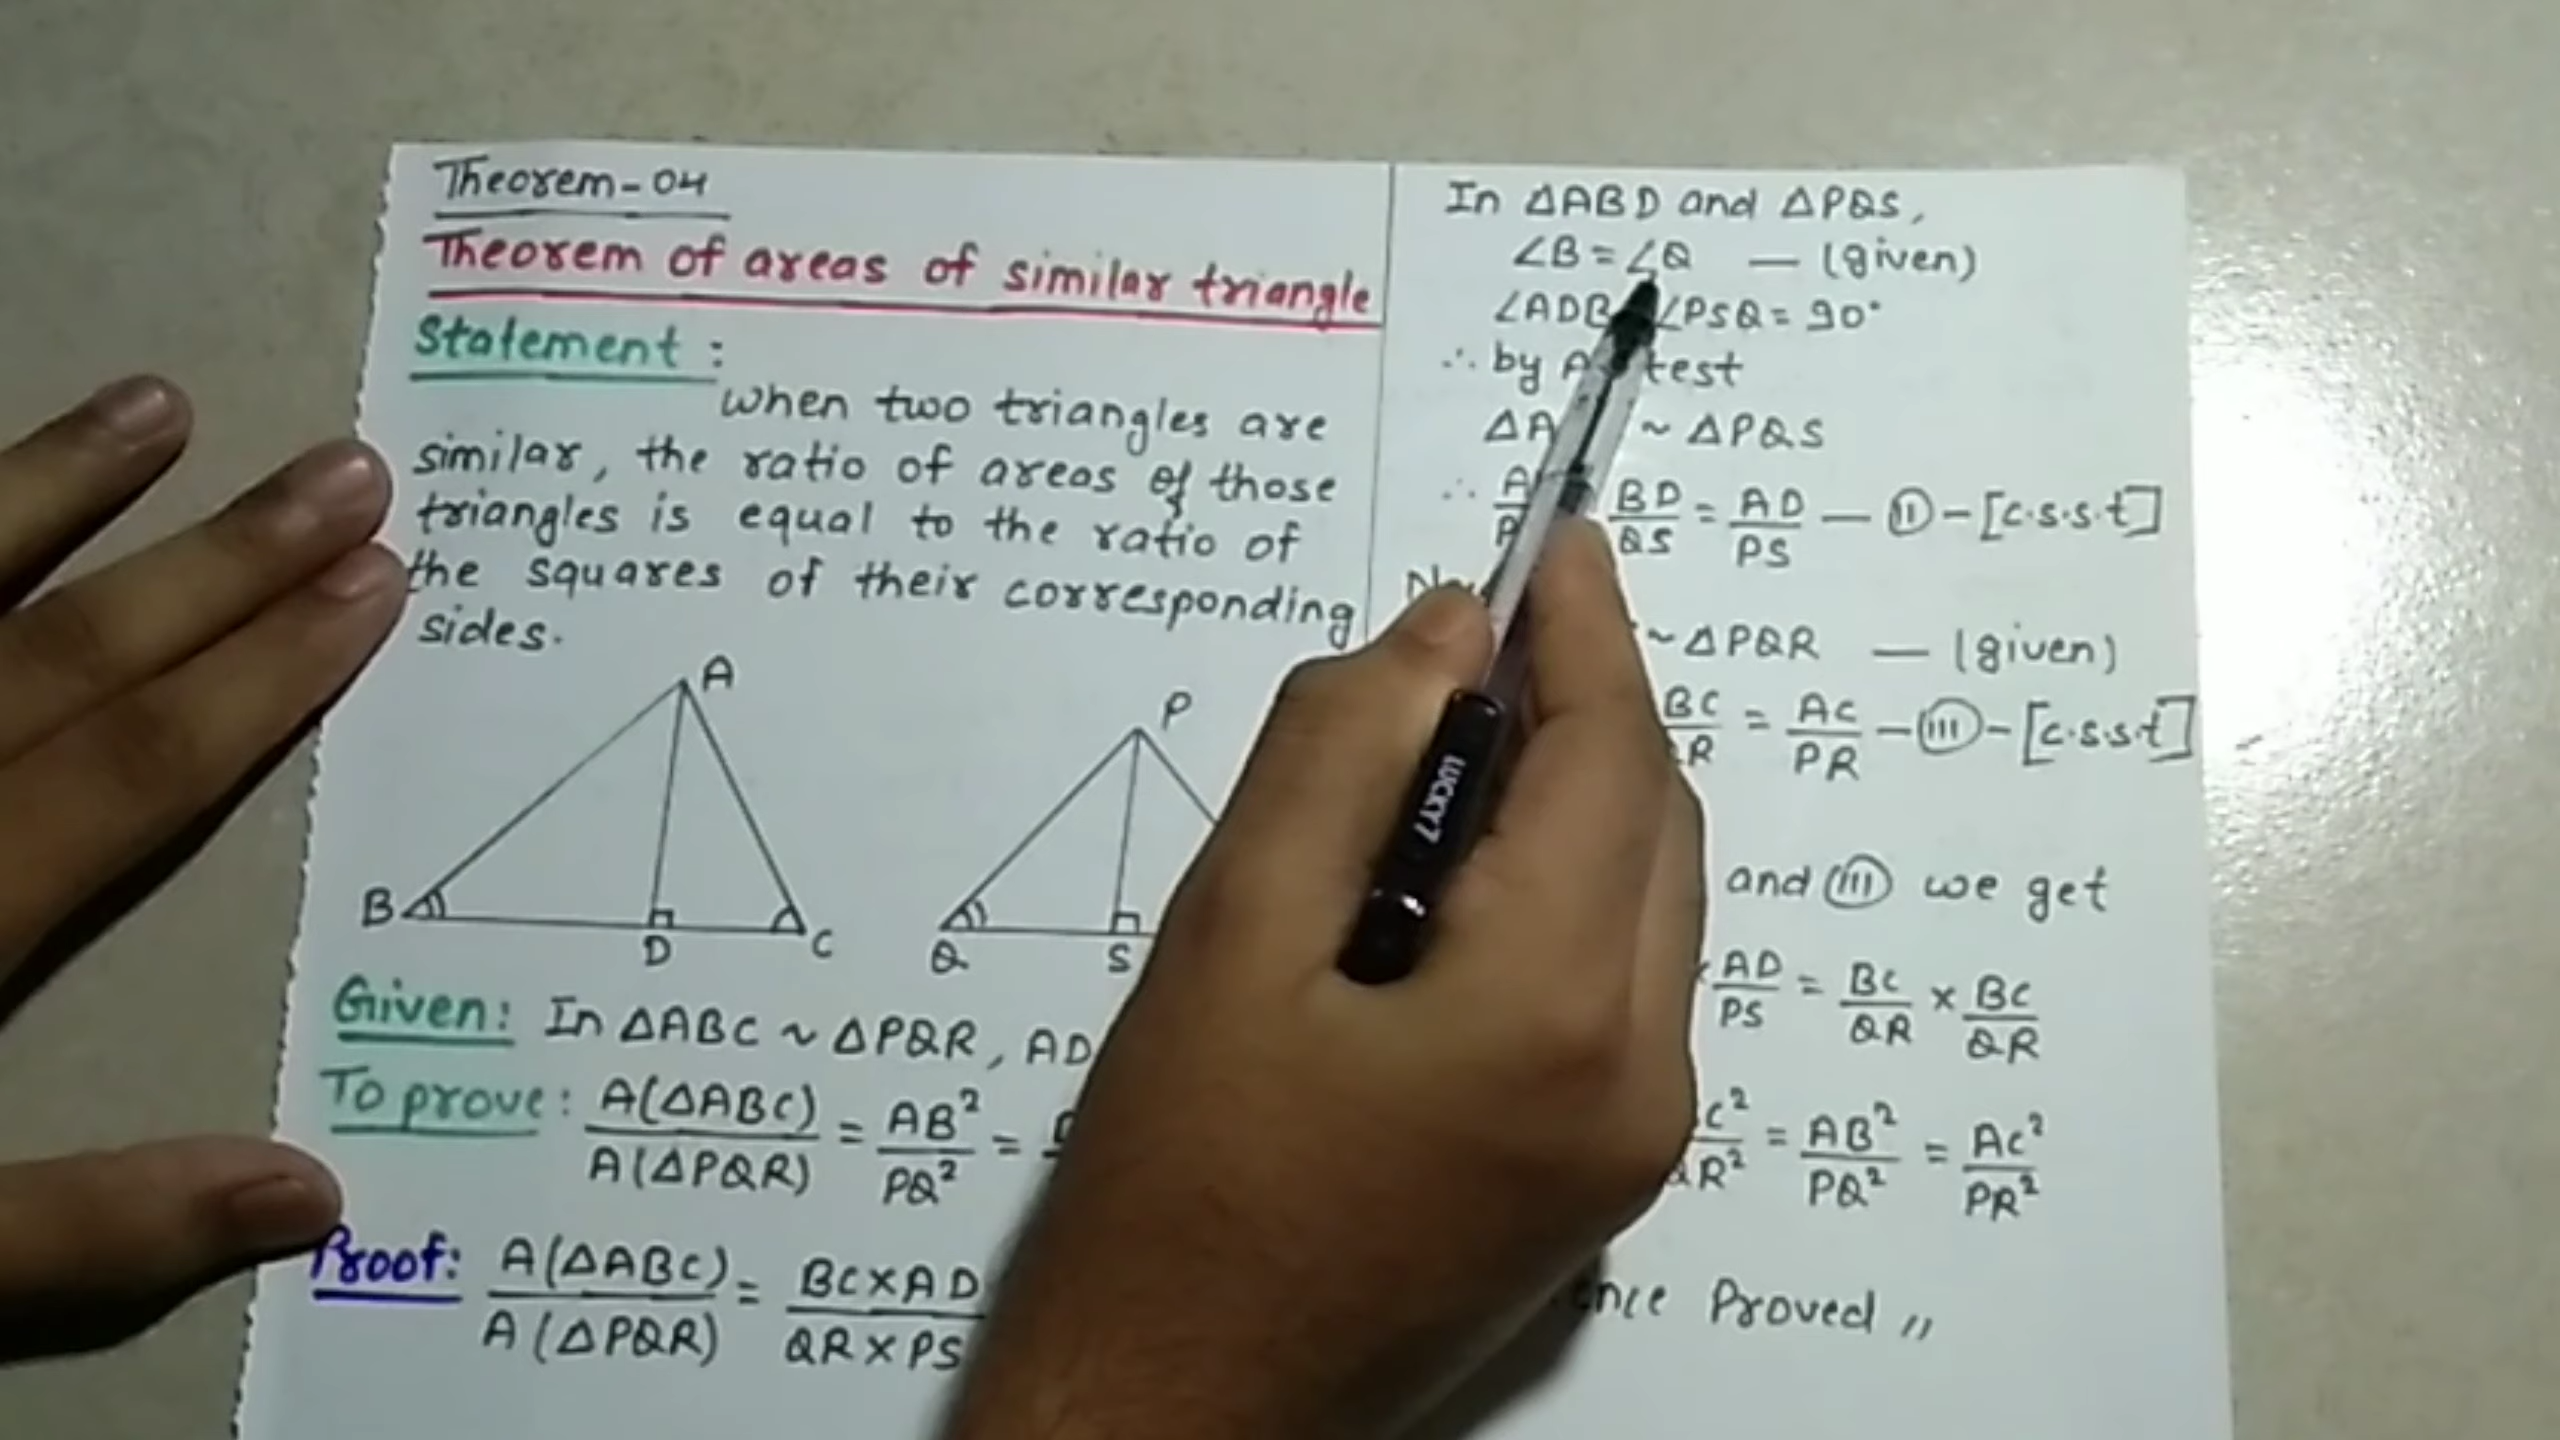 Theorem-04
Theorem of areas of similar triangle
Statement :
when two triangles are
similar, the ratio of areas of those
triangles is equal to the ratio of
the squares of their corresponding
sides.
A
B
D
C
P
Q
S
Given: In ΔABC ~ ΔPQR, AD
To prove: A(ΔABC)/A(ΔPQR) = AB²/PQ² =
Proof: A(ΔABC)/A(ΔPQR) = BC×AD/QR×PS
In ΔABD and ΔPQS,
∠B = ∠Q — (given)
∠ADB ∠PSQ = 90°
∴ by test
~ ΔPQS
∴ BD/QS = AD/PS — (II) - [c.s.s.t]
~ ΔPQR — (given)
BC = AC/PR — (III) - [c.s.s.t]
and (III) we get
AD/PS = BC/QR × BC/QR
= AB²/PQ² = AC²/PR²
Proved ,,
LUCKY7